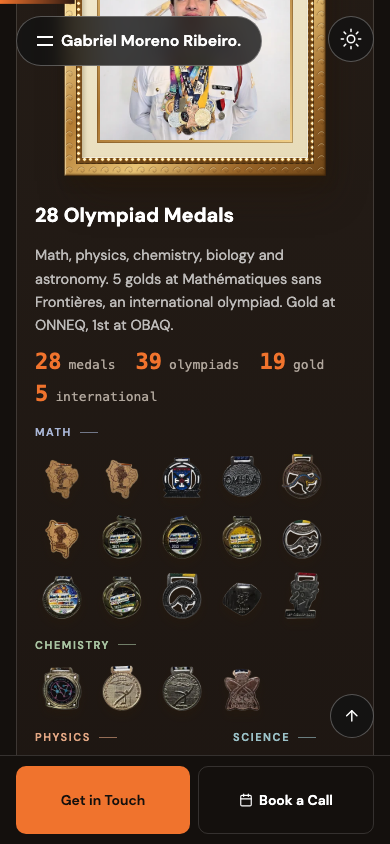 Gabriel Moreno Ribeiro.
28 Olympiad Medals
Math, physics, chemistry, biology and
astronomy. 5 golds at Mathématiques sans
Frontières, an international olympiad. Gold at
ONNEQ, 1st at OBAQ.
28 medals 39 olympiads 19 gold
5 international
MATH
CHEMISTRY
PHYSICS SCIENCE
Get in Touch Book a Call